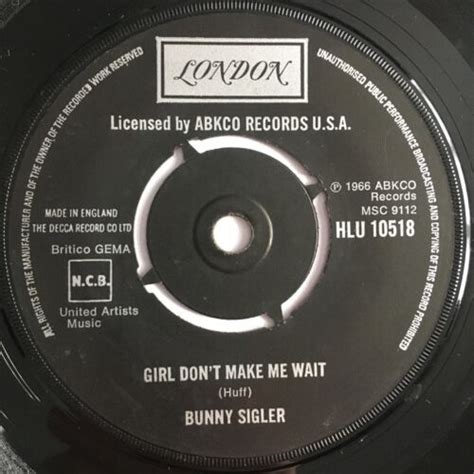 ALL RIGHTS OF THE MANUFACTURER AND OF THE OWNER OF THE RECORDED WORK RESERVED
UNAUTHORISED PUBLIC PERFORMANCE BROADCASTING AND COPYING OF THIS RECORD PROHIBITED
LONDON
Licensed by ABKCO RECORDS U.S.A.
℗ 1966 ABKCO
Records
MSC 9112
HLU 10518
MADE IN ENGLAND
THE DECCA RECORD CO LTD
Britico GEMA
N.C.B.
United Artists
Music
GIRL DON'T MAKE ME WAIT
(Huff)
BUNNY SIGLER